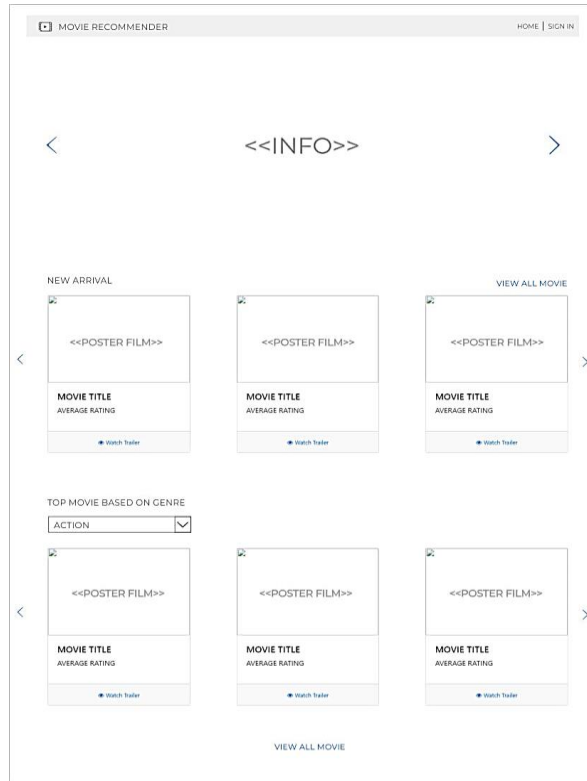 MOVIE RECOMMENDER
HOME | SIGN IN
<<INFO>>
NEW ARRIVAL
VIEW ALL MOVIE
<<POSTER FILM>>
<<POSTER FILM>>
<<POSTER FILM>>
MOVIE TITLE
MOVIE TITLE
MOVIE TITLE
AVERAGE RATING
AVERAGE RATING
AVERAGE RATING
Watch Trailer
Watch Trailer
Watch Trailer
TOP MOVIE BASED ON GENRE
ACTION
<<POSTER FILM>>
<<POSTER FILM>>
<<POSTER FILM>>
MOVIE TITLE
MOVIE TITLE
MOVIE TITLE
AVERAGE RATING
AVERAGE RATING
AVERAGE RATING
Watch Trailer
Watch Trailer
Watch Trailer
VIEW ALL MOVIE